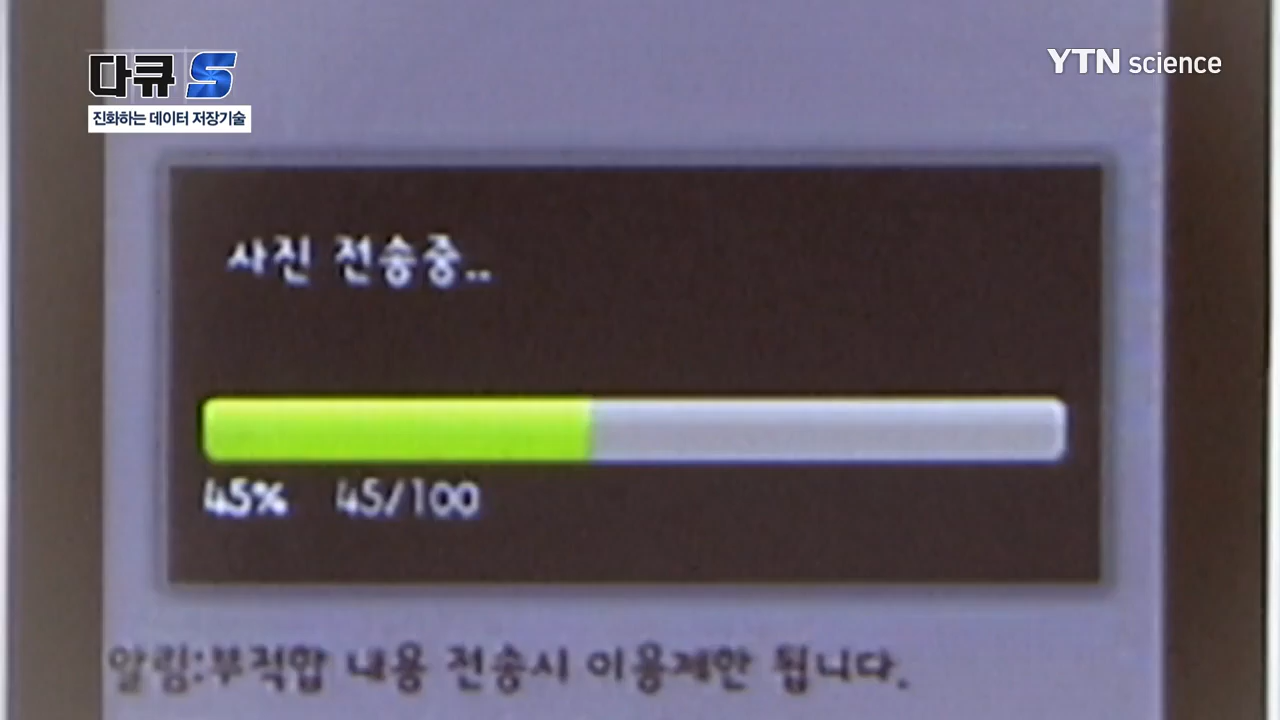 다큐 S
YTN science
진화하는 데이터 저장기술
사진 전송중..
45% 45/100
알림:부적합 내용 전송시 이용제한 됩니다.